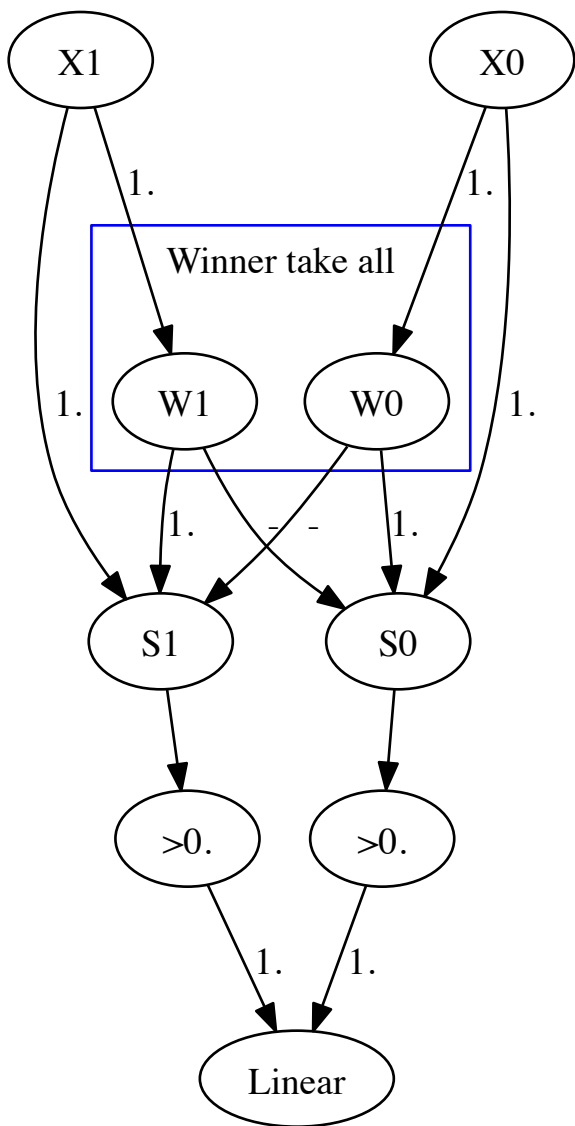 X1 X0
1. 1.
Winner take all
W1 W0
1. 1.
1. - - 1.
S1 S0
>0. >0.
1. 1.
Linear